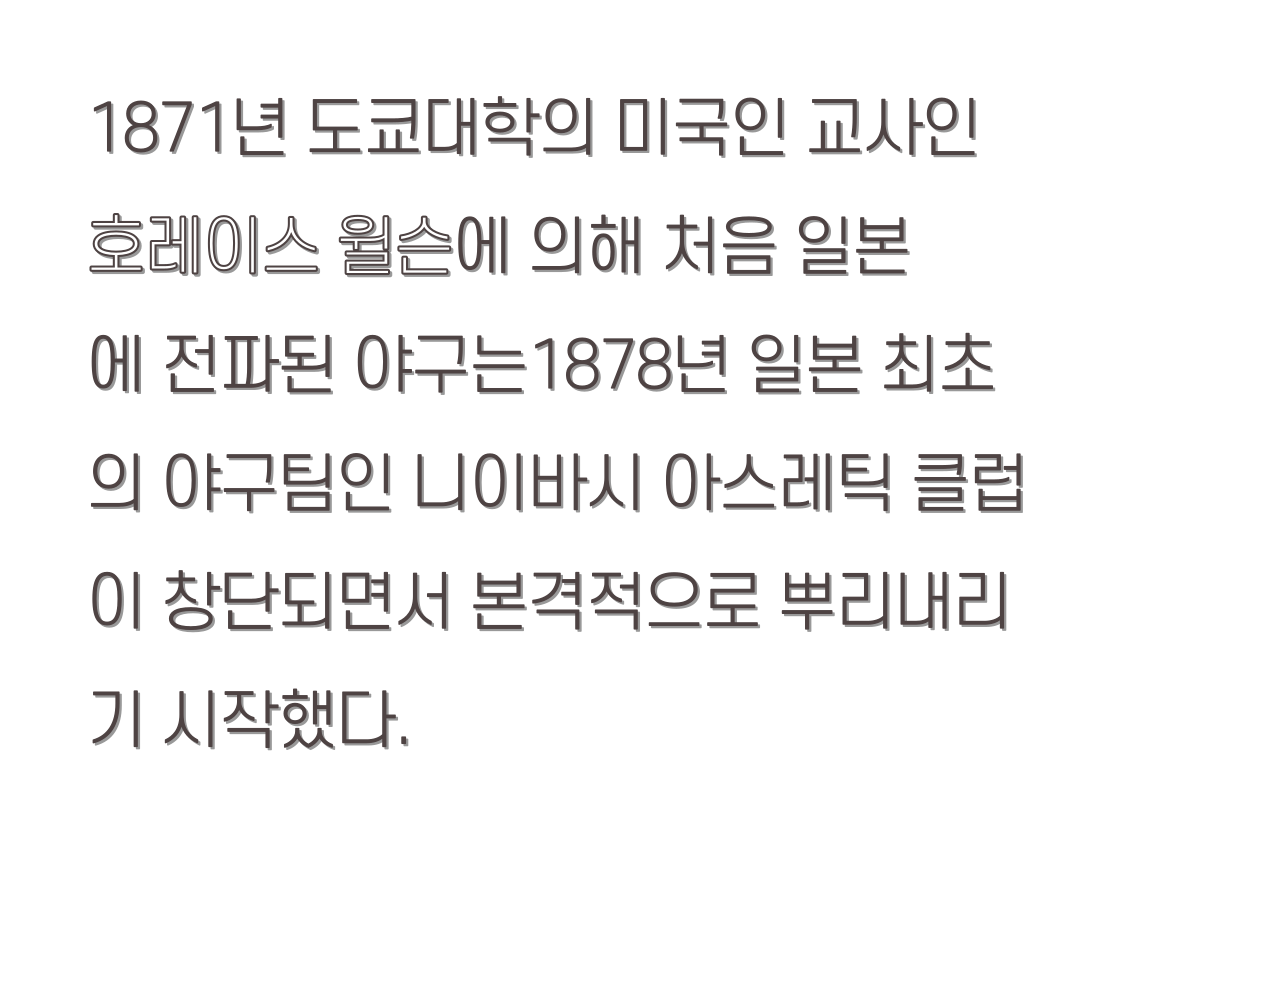 1871년 도쿄대학의 미국인 교사인
호레이스 윌슨에 의해 처음 일본
에 전파된 야구는1878년 일본 최초
의 야구팀인 니이바시 아스레틱 클럽
이 창단되면서 본격적으로 뿌리내리
기 시작했다.